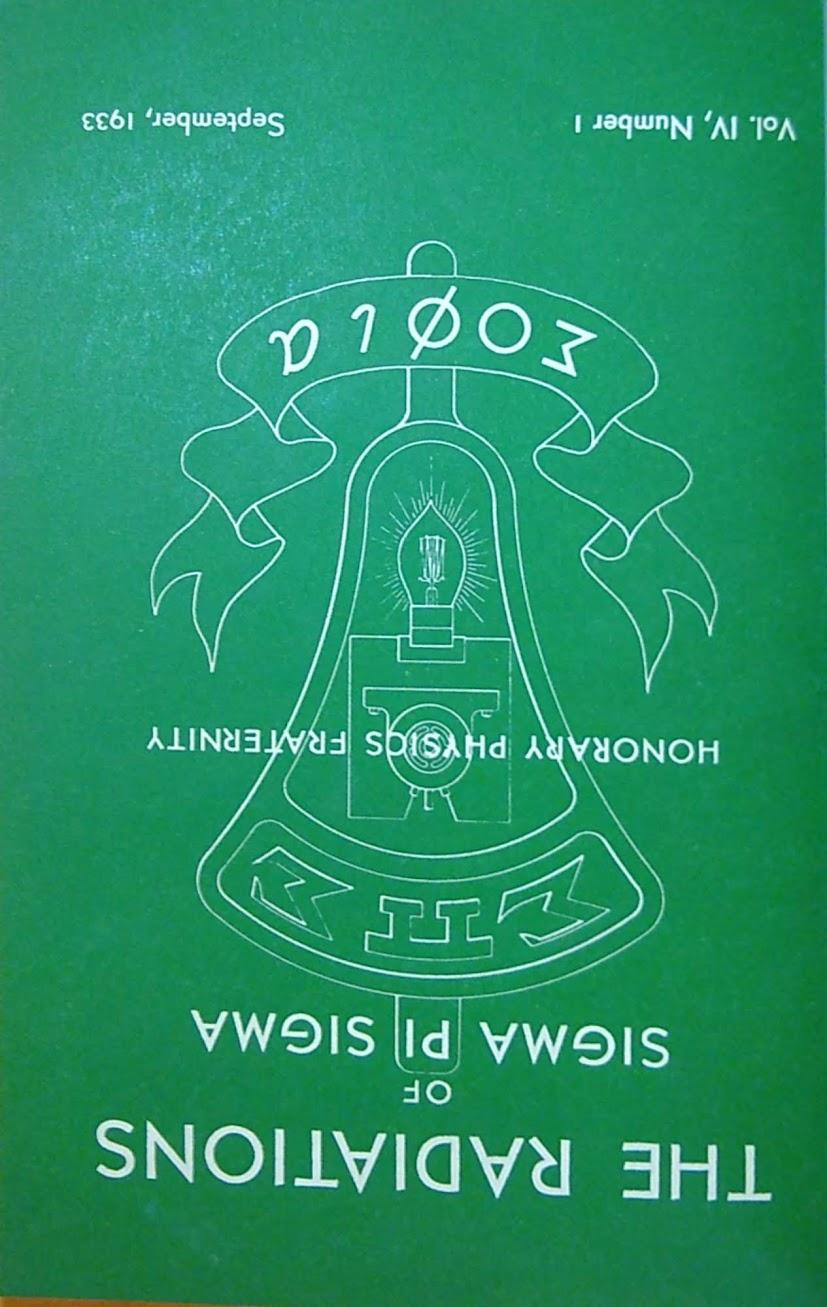 THE RADIATIONS
OF
SIGMA PI SIGMA
ΣΠΣ
HONORARY PHYSICS FRATERNITY
Σοφια
Vol. IV, Number 1 September, 1933